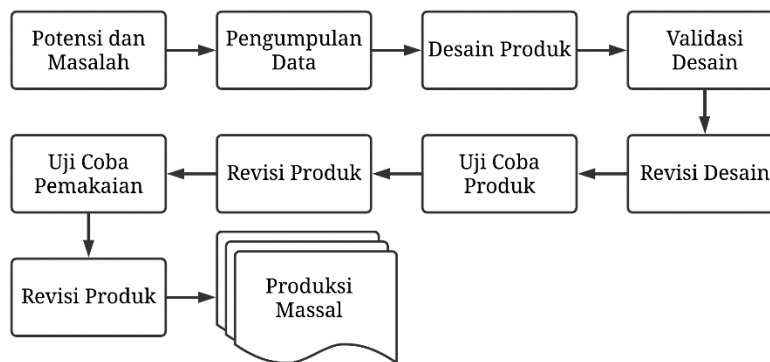 Potensi dan
Masalah
Pengumpulan
Data
Desain Produk
Validasi
Desain
Revisi Desain
Uji Coba
Produk
Revisi Produk
Uji Coba
Pemakaian
Revisi Produk
Produksi
Massal